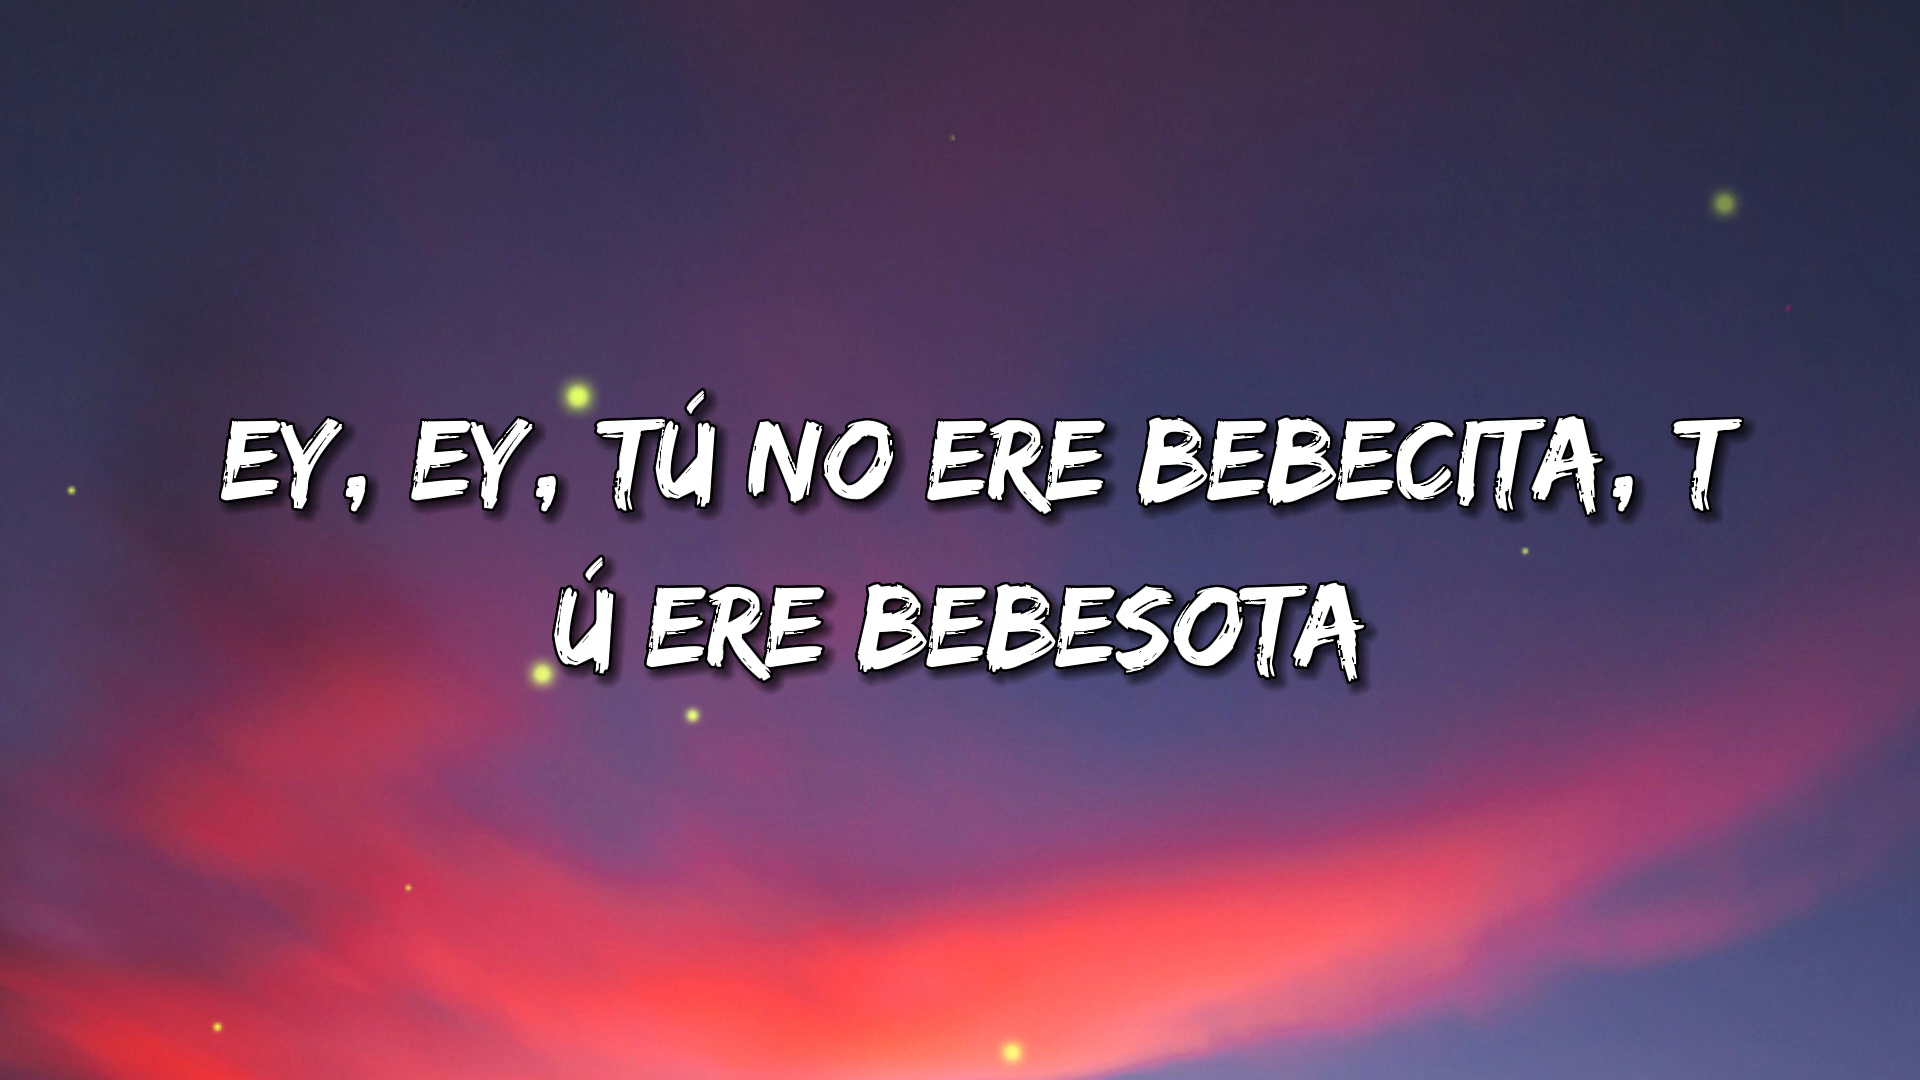 EY, EY, TÚ NO ERE BEBECITA, T
Ú ERE BEBESOTA